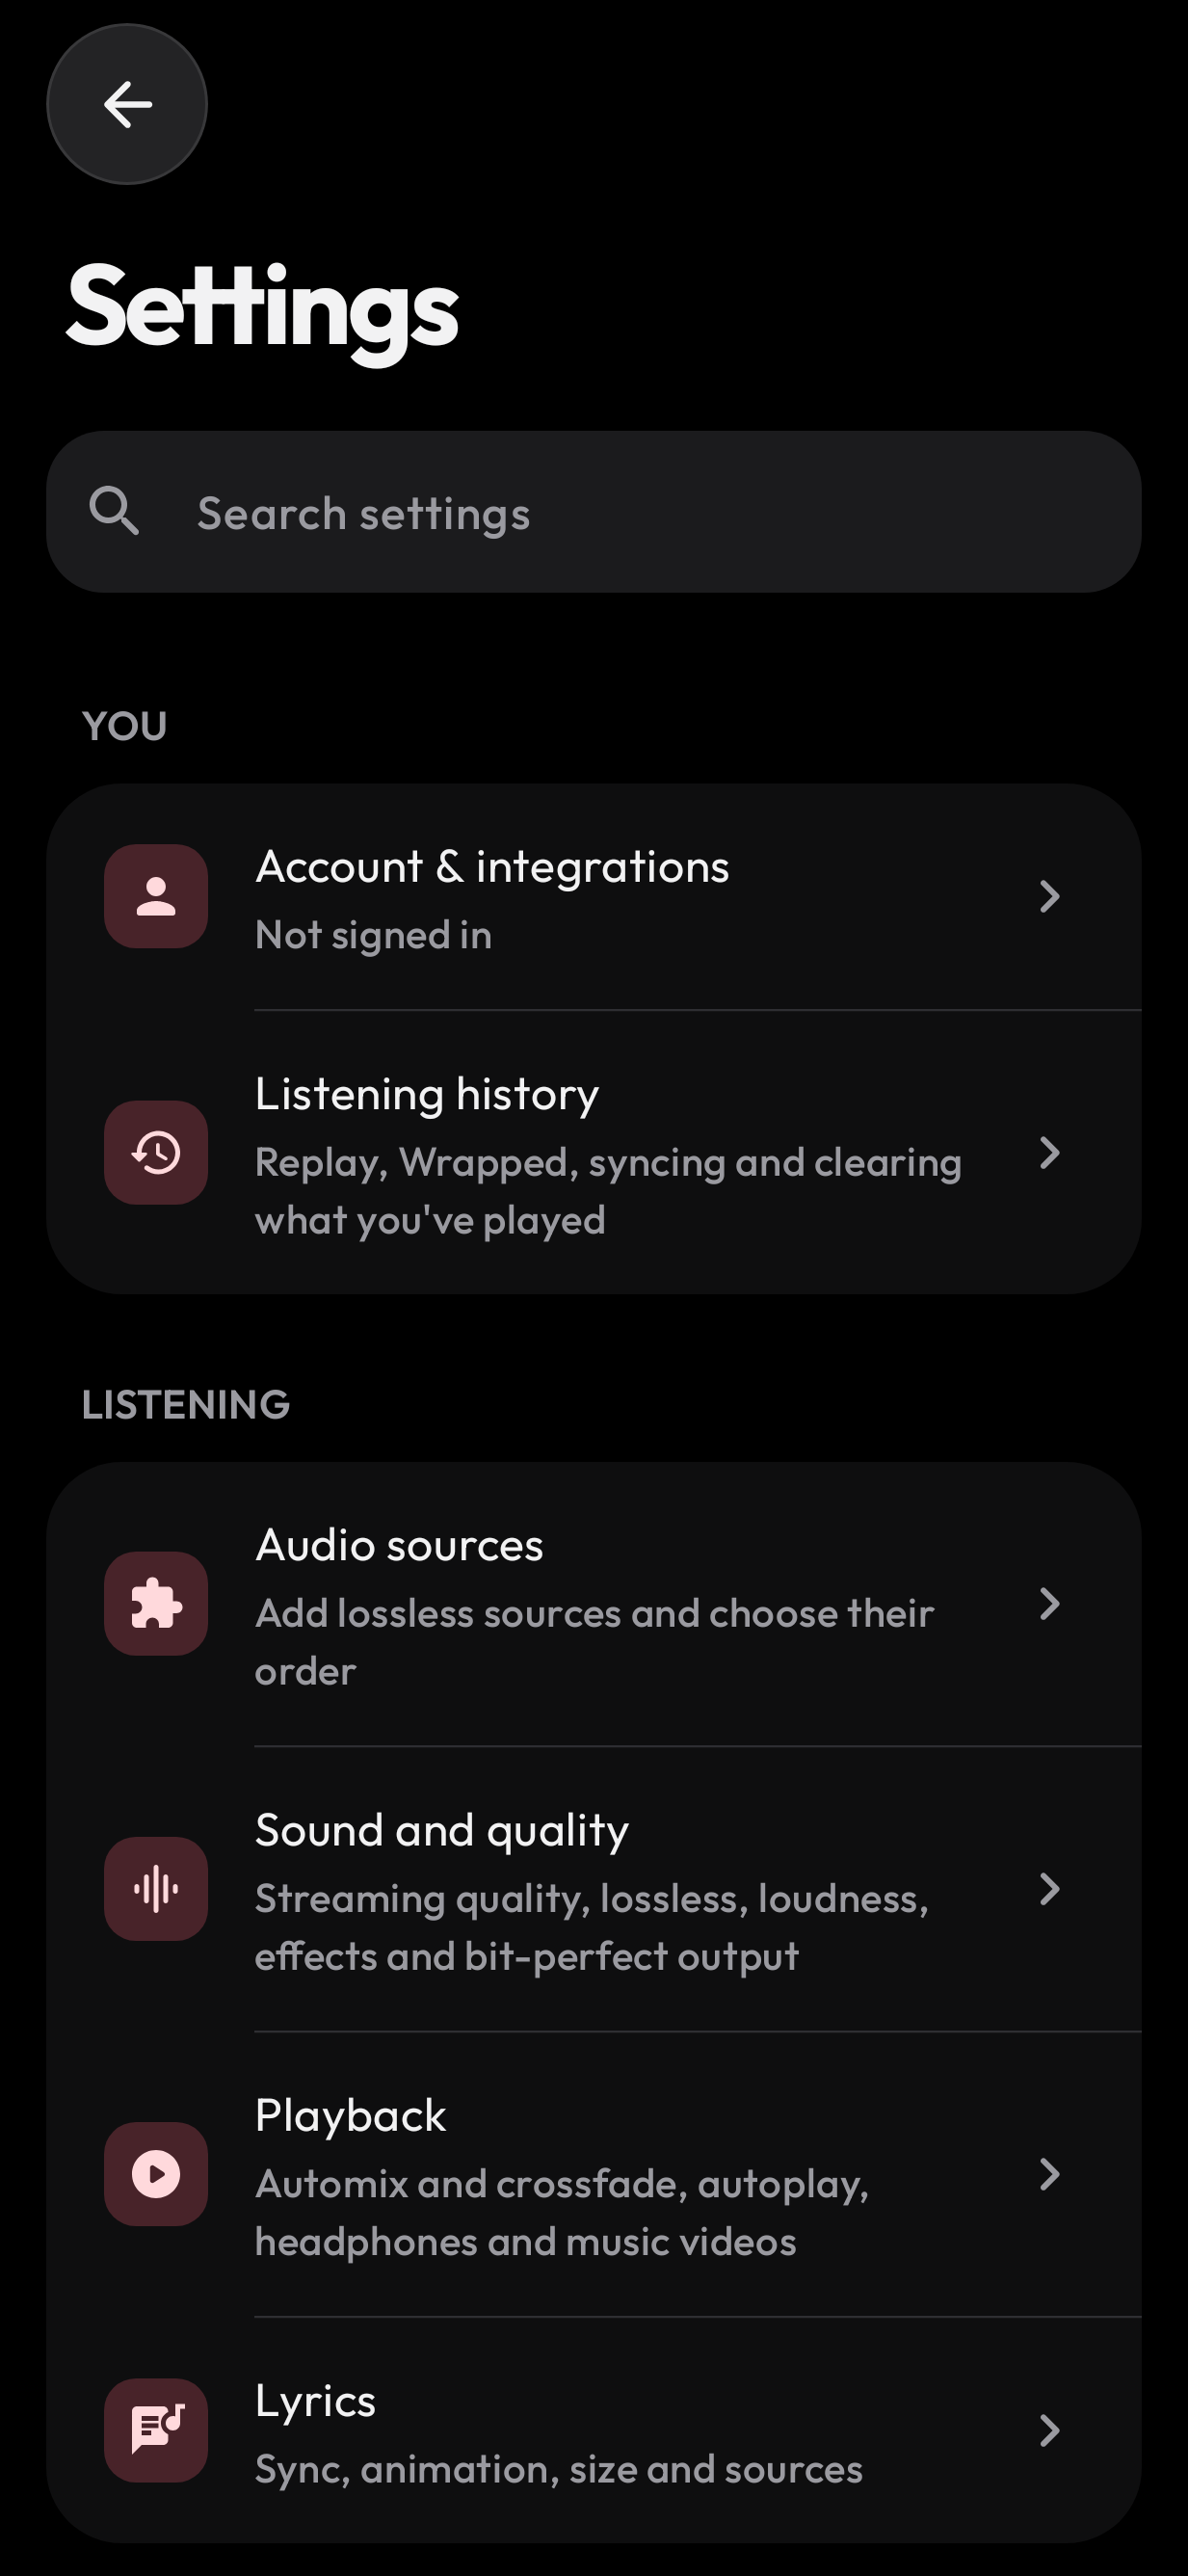 Settings
Search settings
YOU
Account & integrations
Not signed in
Listening history
Replay, Wrapped, syncing and clearing
what you've played
LISTENING
Audio sources
Add lossless sources and choose their
order
Sound and quality
Streaming quality, lossless, loudness,
effects and bit-perfect output
Playback
Automix and crossfade, autoplay,
headphones and music videos
Lyrics
Sync, animation, size and sources